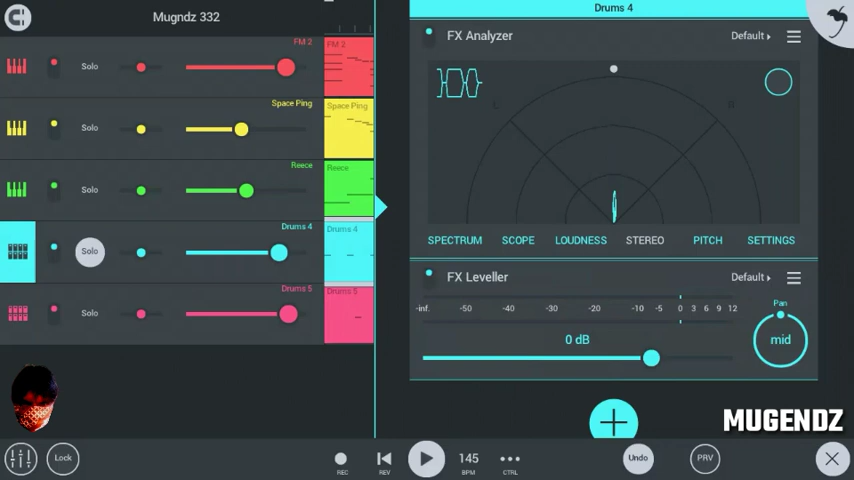 Mugndz 332
Drums 4
FX Analyzer
Default
FM 2
Solo
FM 2
Space Ping
Solo
Space Ping
L
R
Reece
Solo
Reece
SPECTRUM SCOPE LOUDNESS STEREO PITCH SETTINGS
Drums 4
Solo
Drums 4
FX Leveller
Default
-inf. -50 -40 -30 -20 -10 0 3 6 9 12
Pan
0 dB
mid
Drums 5
Solo
Drums 5
MUGENDZ
Lock
REC
REV
145
BPM
CTRL
Undo
PRV